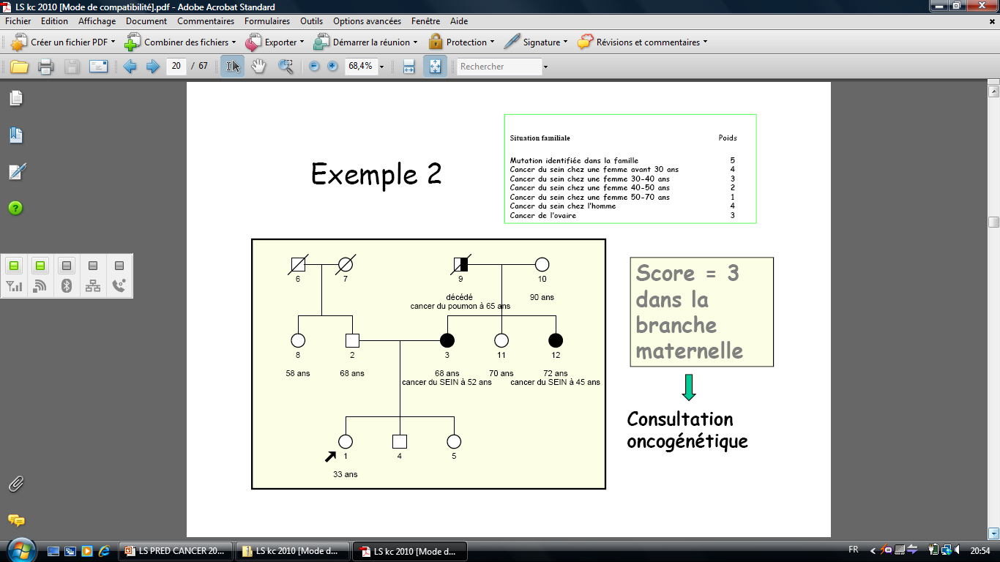 LS kc 2010 [Mode de compatibilité].pdf - Adobe Acrobat Standard
Fichier Edition Affichage Document Commentaires Formulaires Outils Options avancées Fenêtre Aide
Créer un fichier PDF Combiner des fichiers Exporter Démarrer la réunion Protection Signature Révisions et commentaires
20 / 67 68,4% Rechercher
Situation familiale Poids
Mutation identifiée dans la famille 5
Cancer du sein chez une femme avant 30 ans 4
Cancer du sein chez une femme 30-40 ans 3
Cancer du sein chez une femme 40-50 ans 2
Cancer du sein chez une femme 50-70 ans 1
Cancer du sein chez l'homme 4
Cancer de l'ovaire 3
Exemple 2
6 7 9 10
décédé 90 ans
cancer du poumon à 65 ans
8 2 3 11 12
58 ans 68 ans 68 ans 70 ans 72 ans
cancer du SEIN à 52 ans cancer du SEIN à 45 ans
1 4 5
33 ans
Score = 3
dans la
branche
maternelle
Consultation
oncogénétique
LS PRED CANCER 20... LS kc 2010 [Mode d... LS kc 2010 [Mode d... FR 20:54